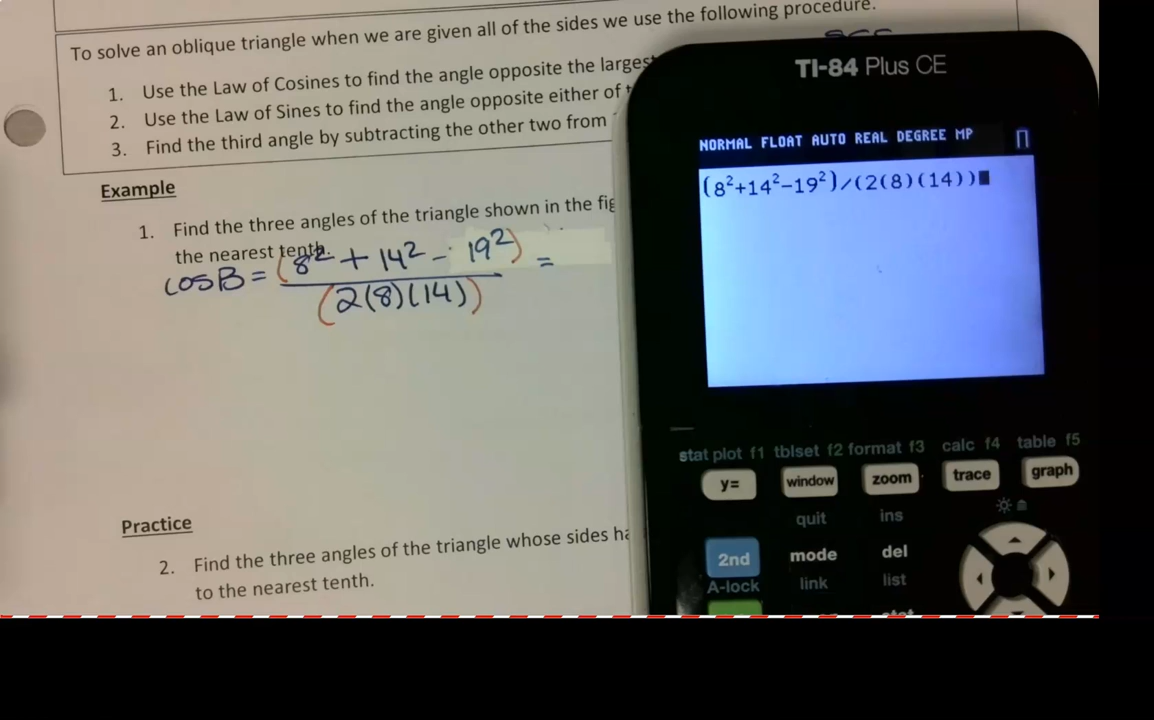 To solve an oblique triangle when we are given all of the sides we use the following procedure.
1. Use the Law of Cosines to find the angle opposite the largest
2. Use the Law of Sines to find the angle opposite either of
3. Find the third angle by subtracting the other two from
Example
1. Find the three angles of the triangle shown in the fig
the nearest tenth.
cosB = (8² + 14² - 19²) =
(2(8)(14))
Practice
2. Find the three angles of the triangle whose sides ha
to the nearest tenth.
TI-84 Plus CE
NORMAL FLOAT AUTO REAL DEGREE MP
(8²+14²-19²)/(2(8)(14))
stat plot f1 tblset f2 format f3 calc f4 table f5
y= window zoom trace graph
quit ins
2nd mode del
A-lock link list